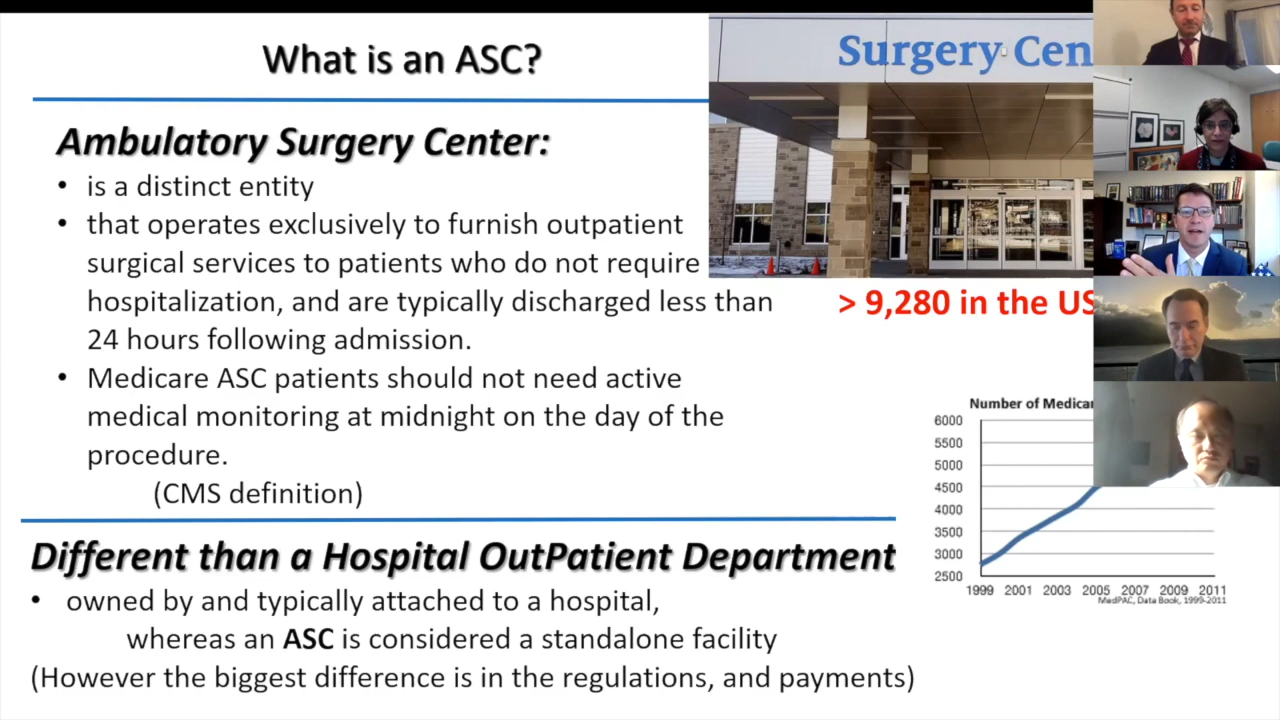 What is an ASC?
Surgery Cen
Ambulatory Surgery Center:
• is a distinct entity
• that operates exclusively to furnish outpatient
surgical services to patients who do not require
hospitalization, and are typically discharged less than
24 hours following admission.
• Medicare ASC patients should not need active
medical monitoring at midnight on the day of the
procedure.
(CMS definition)
> 9,280 in the US
Number of Medicar
6000
5500
5000
4500
4000
3500
3000
2500
1999 2001 2003 2005 2007 2009 2011
MedPAC, Data Book, 1999-2011
Different than a Hospital OutPatient Department
• owned by and typically attached to a hospital,
whereas an ASC is considered a standalone facility
(However the biggest difference is in the regulations, and payments)